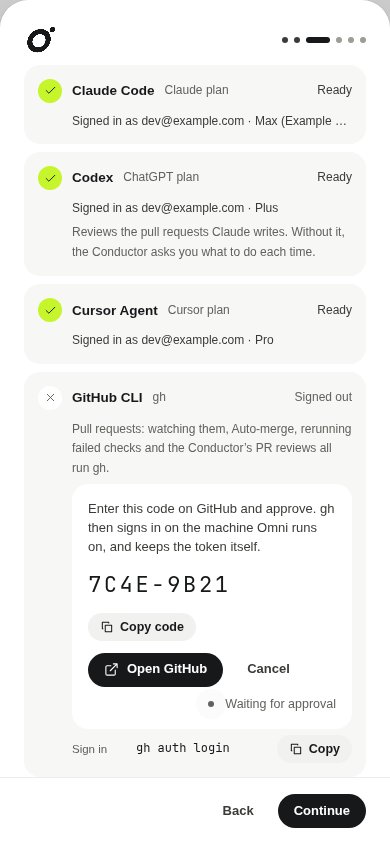 Claude Code Claude plan Ready
Signed in as dev@example.com · Max (Example …
Codex ChatGPT plan Ready
Signed in as dev@example.com · Plus
Reviews the pull requests Claude writes. Without it,
the Conductor asks you what to do each time.
Cursor Agent Cursor plan Ready
Signed in as dev@example.com · Pro
GitHub CLI gh Signed out
Pull requests: watching them, Auto-merge, rerunning
failed checks and the Conductor’s PR reviews all
run gh.
Enter this code on GitHub and approve. gh
then signs in on the machine Omni runs
on, and keeps the token itself.
7C4E-9B21
Copy code
Open GitHub Cancel
Waiting for approval
Sign in gh auth login Copy
Back Continue